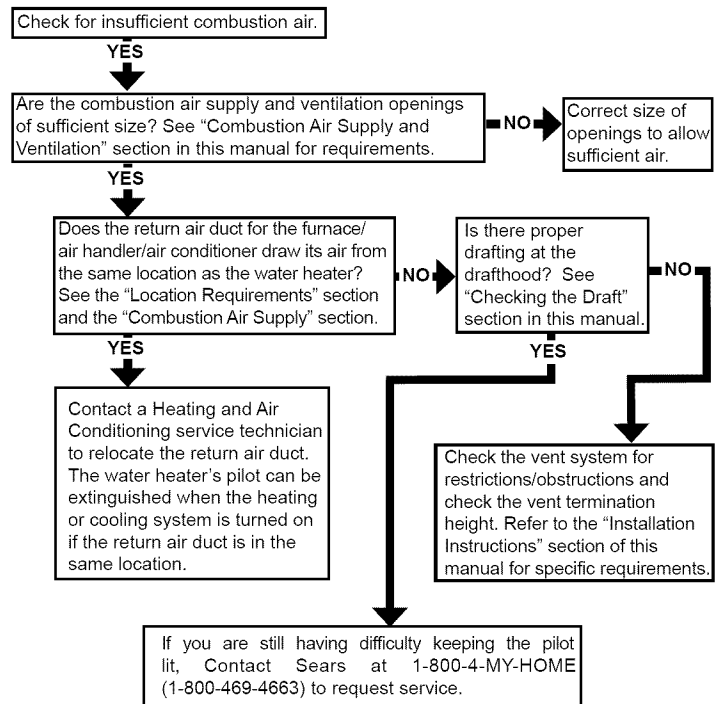 Check for insufficient combustion air.
YES
Are the combustion air supply and ventilation openings
of sufficient size? See “Combustion Air Supply and
Ventilation” section in this manual for requirements.
NO
Correct size of
openings to allow
sufficient air.
YES
Does the return air duct for the furnace/
air handler/air conditioner draw its air from
the same location as the water heater?
See the “Location Requirements” section
and the “Combustion Air Supply” section.
NO
Is there proper
drafting at the
drafthood? See
“Checking the Draft”
section in this manual.
NO
YES
YES
Contact a Heating and Air
Conditioning service technician
to relocate the return air duct.
The water heater’s pilot can be
extinguished when the heating
or cooling system is turned on
if the return air duct is in the
same location.
Check the vent system for
restrictions/obstructions and
check the vent termination
height. Refer to the “Installation
Instructions” section of this
manual for specific requirements.
If you are still having difficulty keeping the pilot
lit, Contact Sears at 1-800-4-MY-HOME
(1-800-469-4663) to request service.